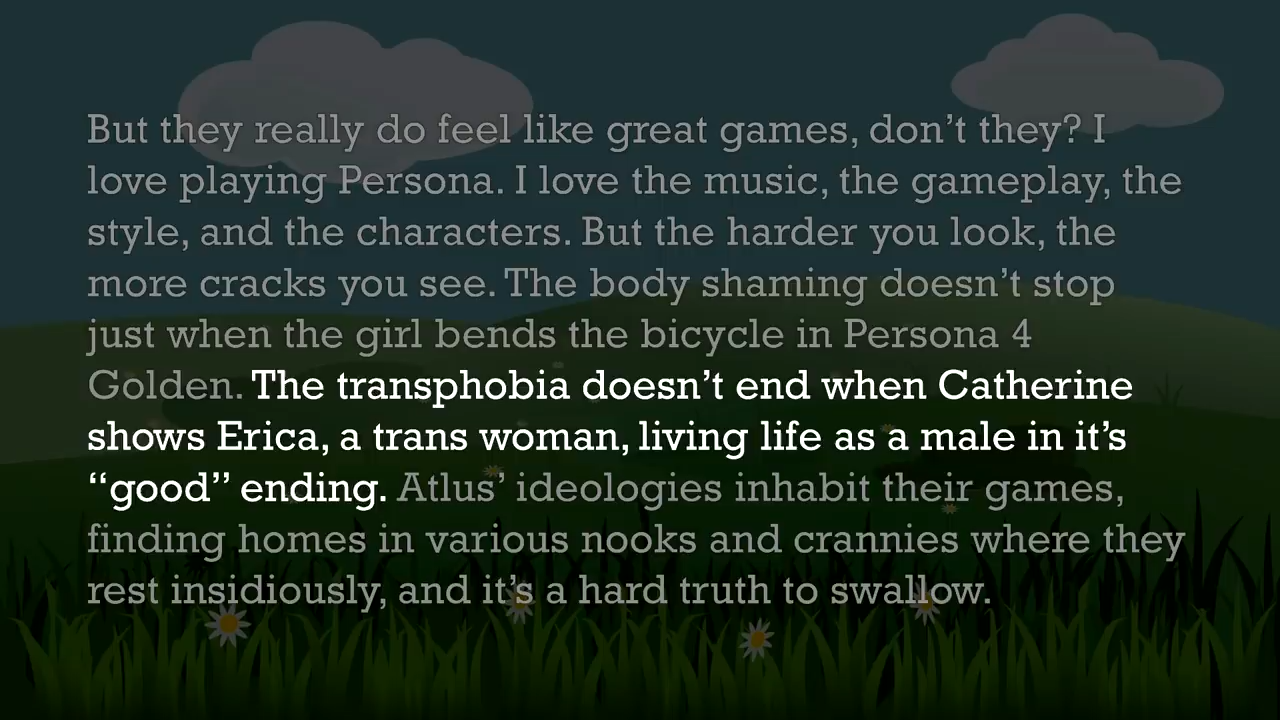 But they really do feel like great games, don’t they? I
love playing Persona. I love the music, the gameplay, the
style, and the characters. But the harder you look, the
more cracks you see. The body shaming doesn’t stop
just when the girl bends the bicycle in Persona 4
Golden. The transphobia doesn’t end when Catherine
shows Erica, a trans woman, living life as a male in it’s
“good” ending. Atlus’ ideologies inhabit their games,
finding homes in various nooks and crannies where they
rest insidiously, and it’s a hard truth to swallow.